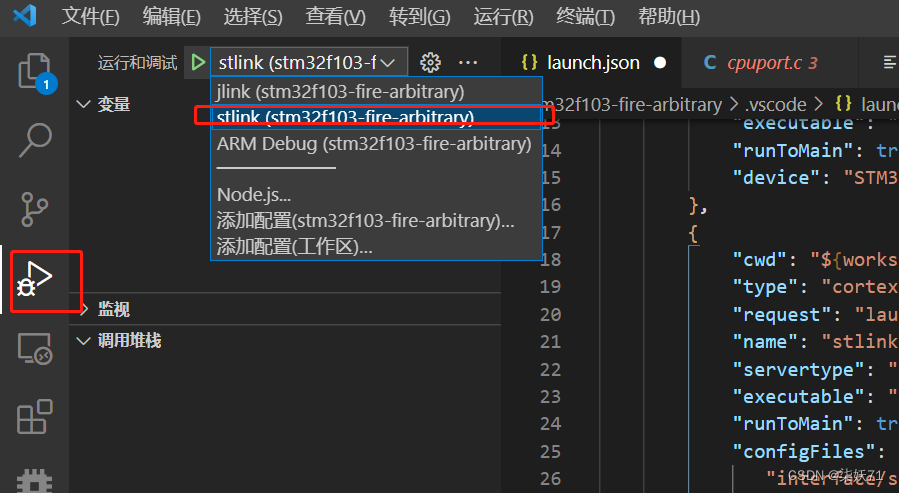 文件(F) 编辑(E) 选择(S) 查看(V) 转到(G) 运行(R) 终端(T) 帮助(H)
运行和调试 stlink (stm32f103-f
{} launch.json
C cpuport.c 3
1
变量
jlink (stm32f103-fire-arbitrary)
stlink (stm32f103-fire-arbitrary)
ARM Debug (stm32f103-fire-arbitrary)
Node.js...
添加配置(stm32f103-fire-arbitrary)...
添加配置(工作区)...
监视
调用堆栈
m32f103-fire-arbitrary > .vscode > {} laun
13 "executable": "
14 "runToMain": tr
15 "device": "STM3
16 },
17 {
18 "cwd": "${works
19 "type": "cortex
20 "request": "lau
21 "name": "stlink
22 "servertype": "
23 "executable": "
24 "runToMain": tr
25 "configFiles":
26 "interface/s
CSDN @柒妖Z1